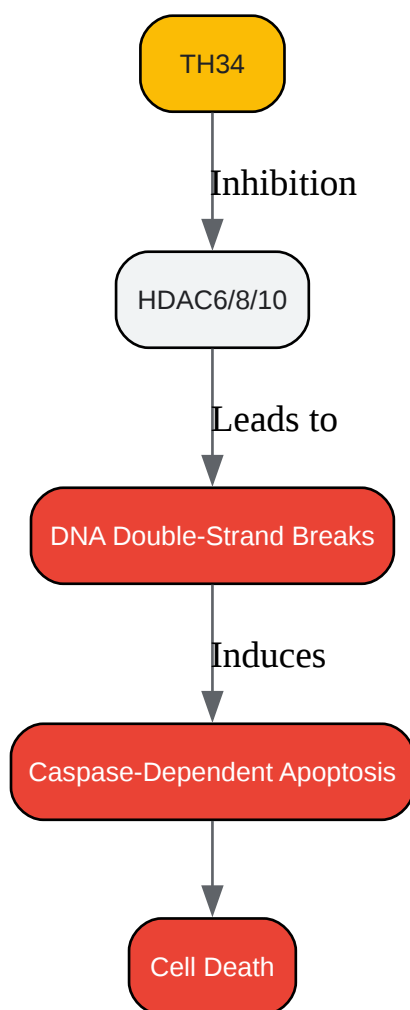 TH34
Inhibition
HDAC6/8/10
Leads to
DNA Double-Strand Breaks
Induces
Caspase-Dependent Apoptosis
Cell Death